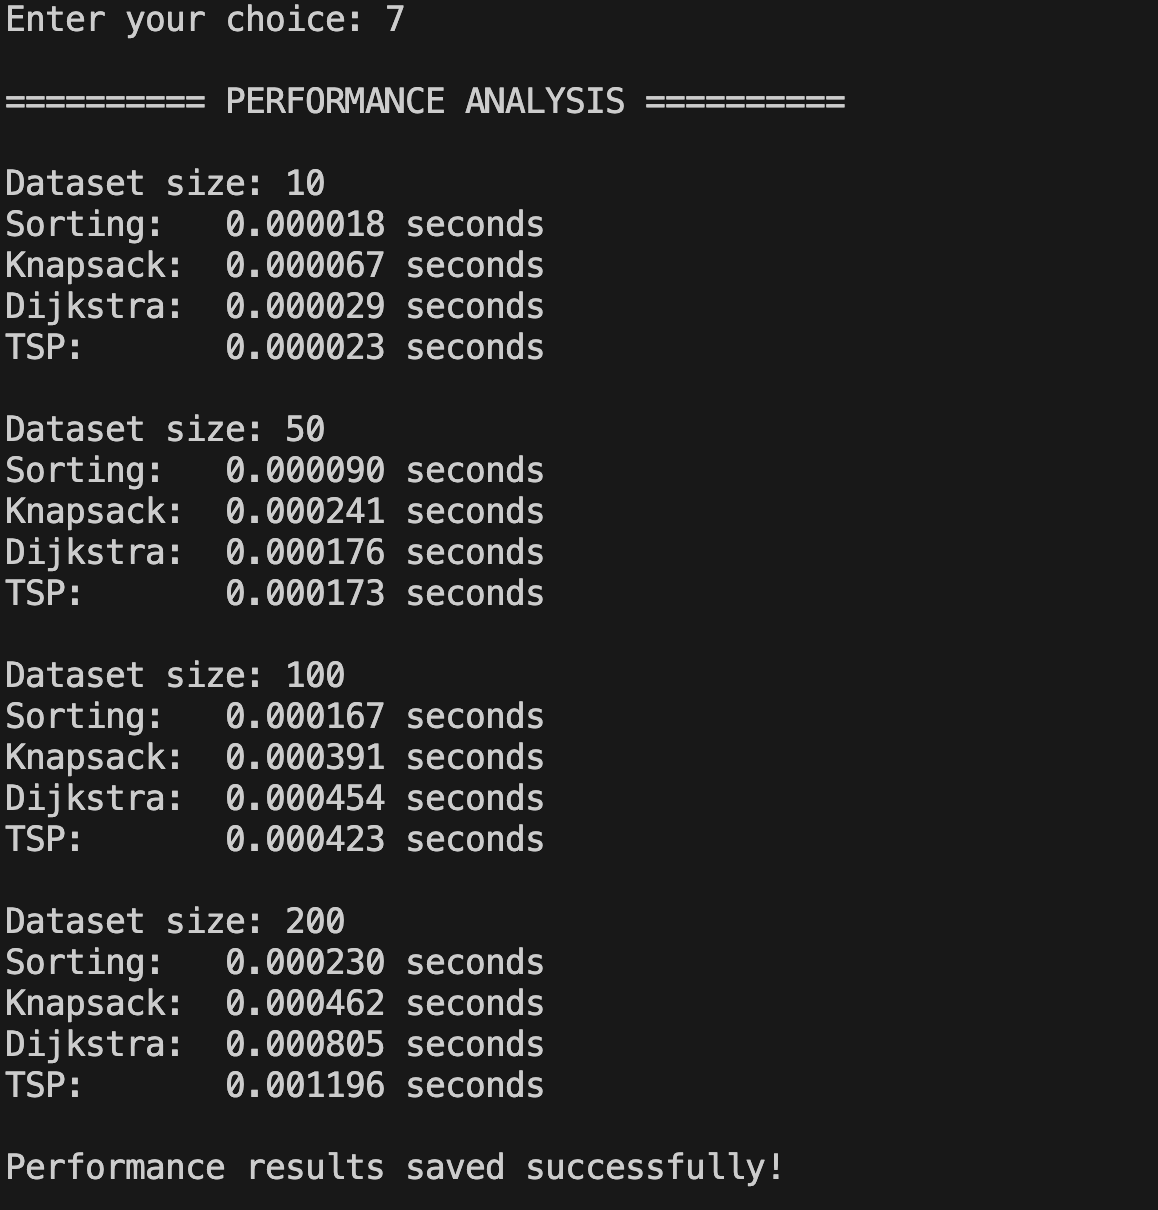 Enter your choice: 7
========== PERFORMANCE ANALYSIS ==========
Dataset size: 10
Sorting:   0.000018 seconds
Knapsack:  0.000067 seconds
Dijkstra:  0.000029 seconds
TSP:       0.000023 seconds
Dataset size: 50
Sorting:   0.000090 seconds
Knapsack:  0.000241 seconds
Dijkstra:  0.000176 seconds
TSP:       0.000173 seconds
Dataset size: 100
Sorting:   0.000167 seconds
Knapsack:  0.000391 seconds
Dijkstra:  0.000454 seconds
TSP:       0.000423 seconds
Dataset size: 200
Sorting:   0.000230 seconds
Knapsack:  0.000462 seconds
Dijkstra:  0.000805 seconds
TSP:       0.001196 seconds
Performance results saved successfully!